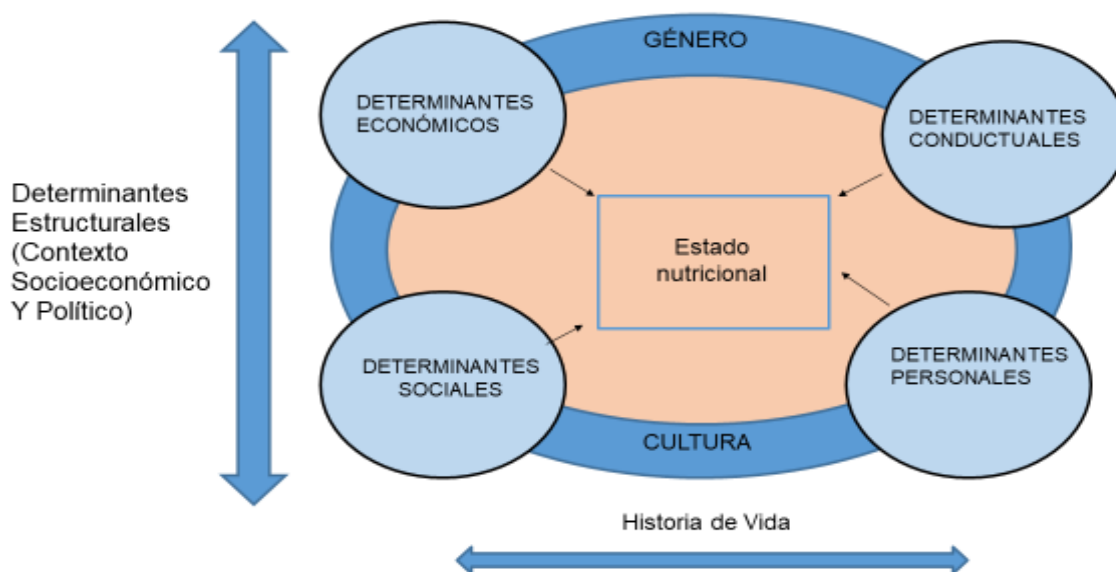 GÉNERO
DETERMINANTES
ECONÓMICOS
DETERMINANTES
CONDUCTUALES
Determinantes
Estructurales
(Contexto
Socioeconómico
Y Político)
Estado
nutricional
DETERMINANTES
SOCIALES
DETERMINANTES
PERSONALES
CULTURA
Historia de Vida